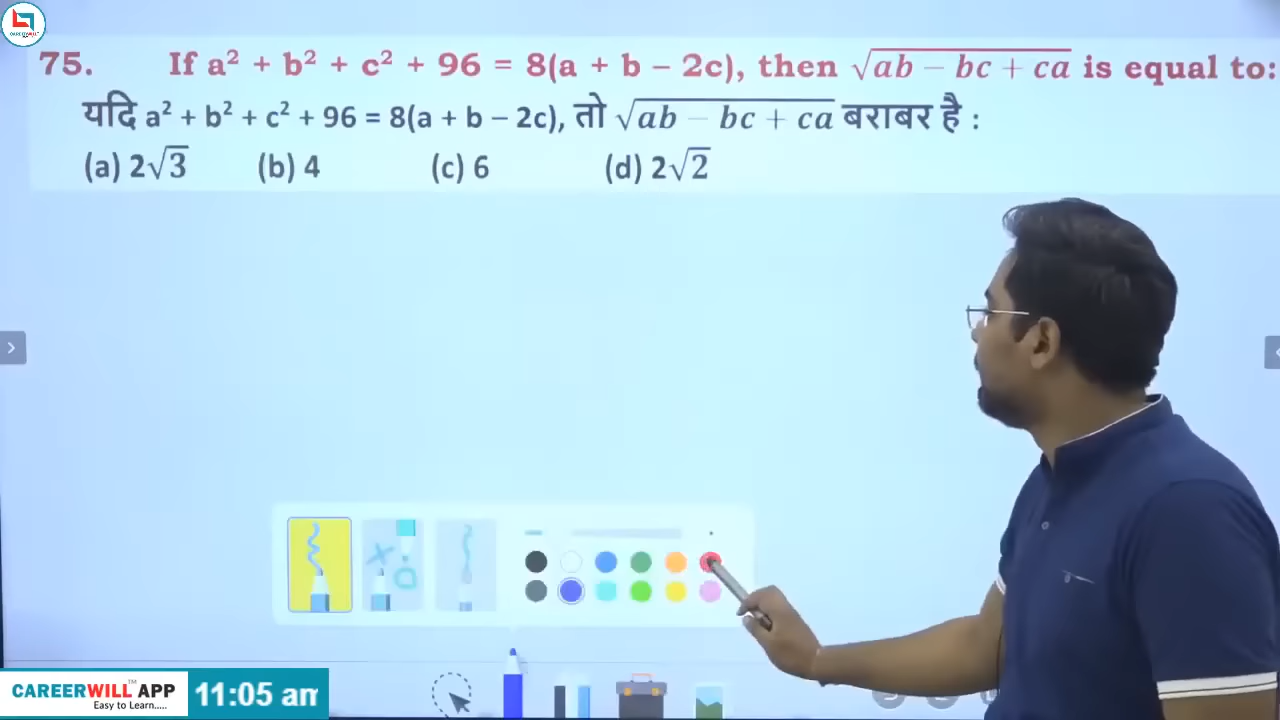 CAREERWILL
75. If a² + b² + c² + 96 = 8(a + b – 2c), then √ab – bc + ca is equal to:
यदि a² + b² + c² + 96 = 8(a + b – 2c), तो √ab – bc + ca बराबर है :
(a) 2√3 (b) 4 (c) 6 (d) 2√2
CAREERWILL APP™
Easy to Learn.....
11:05 am